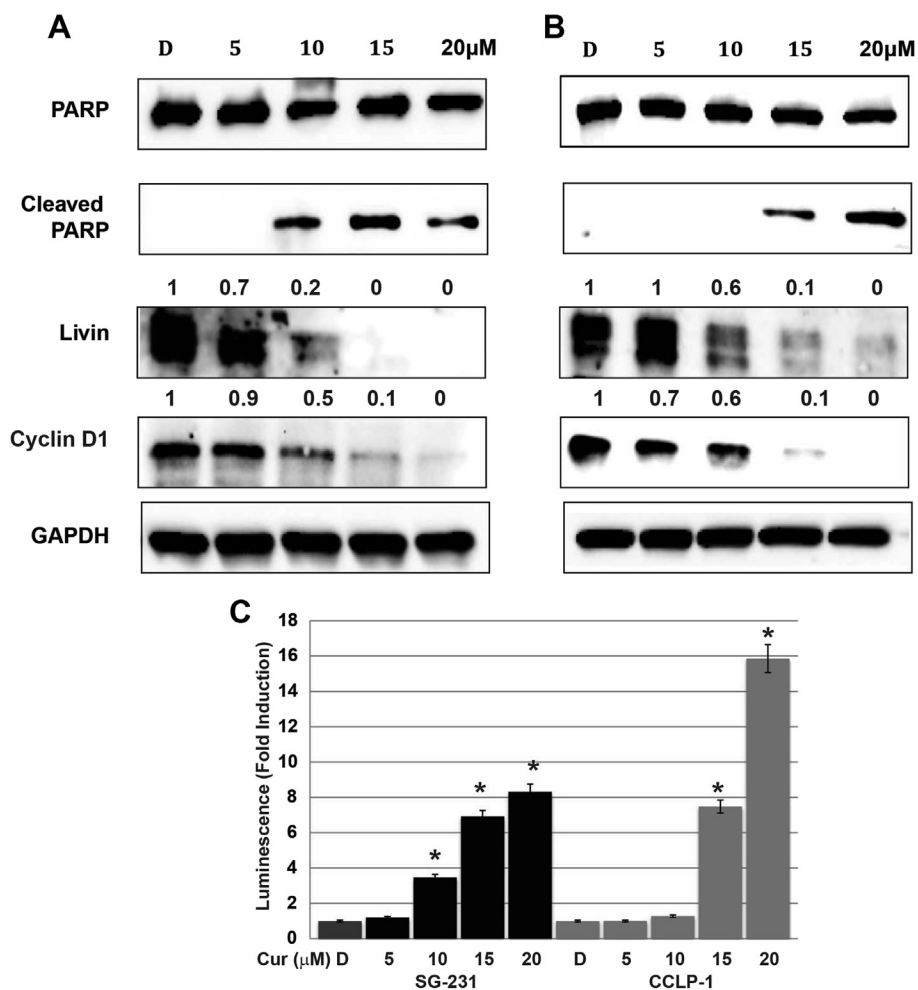 A
D 5 10 15 20μM
PARP
Cleaved
PARP
1 0.7 0.2 0 0
Livin
1 0.9 0.5 0.1 0
Cyclin D1
GAPDH
B
D 5 10 15 20μM
1 1 0.6 0.1 0
1 0.7 0.6 0.1 0
C
Luminescence (Fold Induction)
18
16
14
12
10
8
6
4
2
0
* * * * *
Cur (μM) D 5 10 15 20 D 5 10 15 20
SG-231 CCLP-1